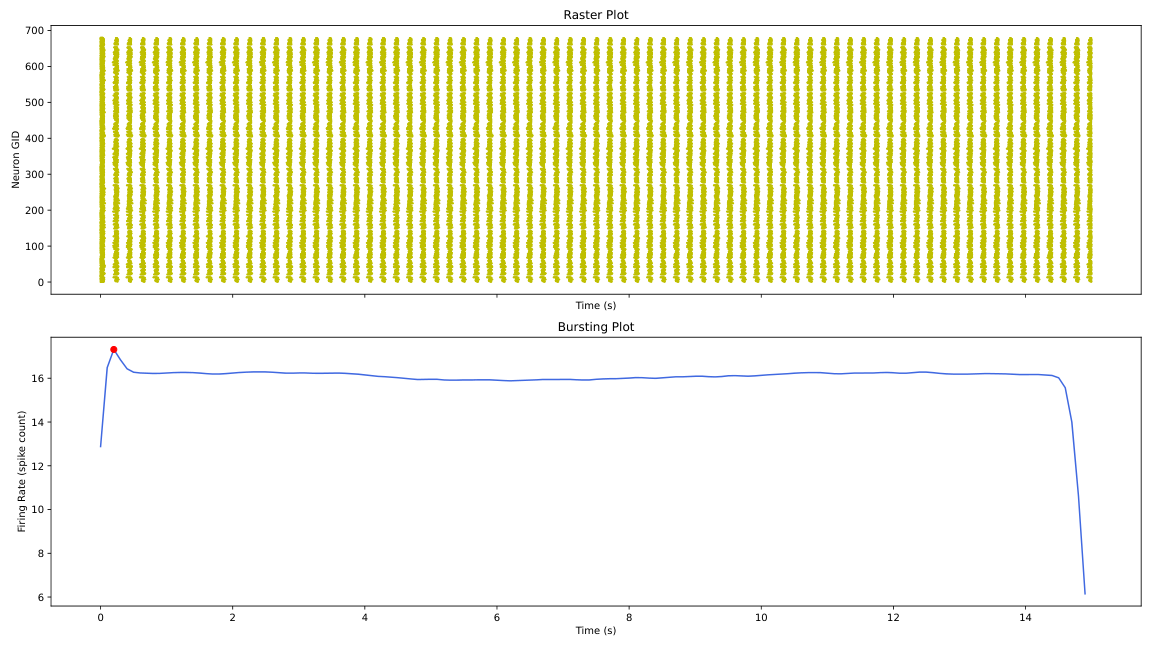 Raster Plot
700
600
500
400
300
200
100
0
Neuron GID
Time (s)
Bursting Plot
16
14
12
10
8
6
Firing Rate (spike count)
0 2 4 6 8 10 12 14
Time (s)